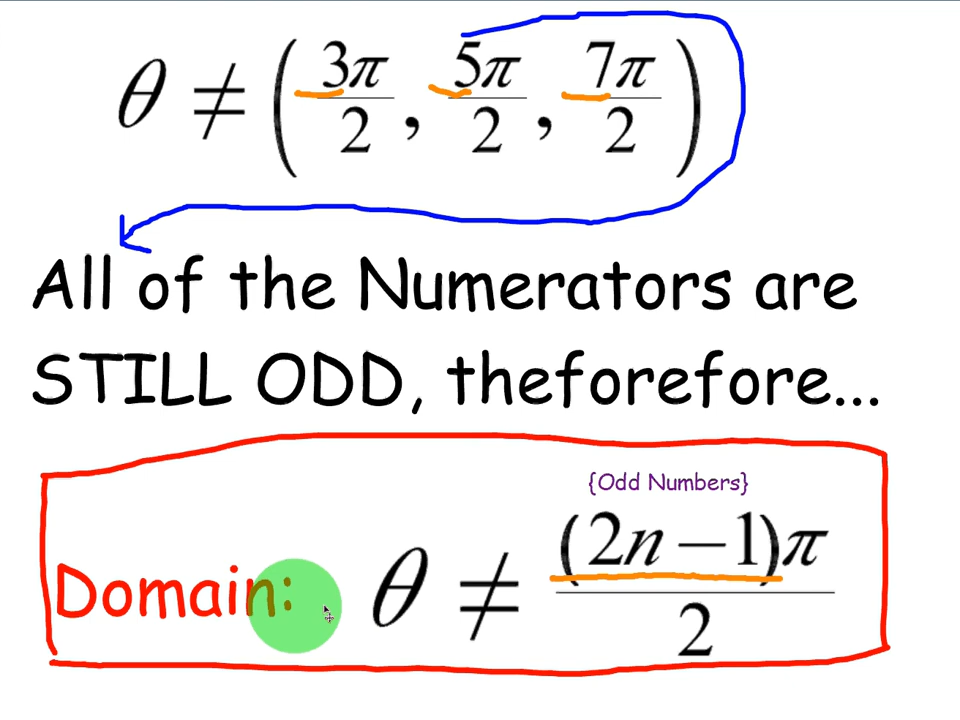 θ ≠ (3π/2, 5π/2, 7π/2)
All of the Numerators are
STILL ODD, theforefore...
{Odd Numbers}
Domain: θ ≠ (2n−1)π/2